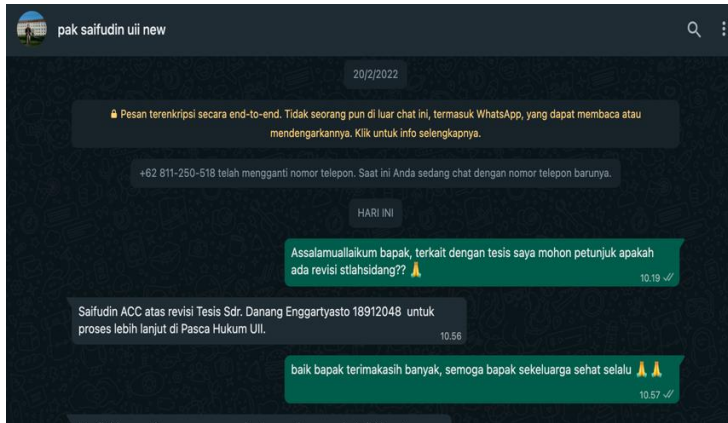 pak saifudin uii new
20/2/2022
Pesan terenkripsi secara end-to-end. Tidak seorang pun di luar chat ini, termasuk WhatsApp, yang dapat membaca atau
mendengarkannya. Klik untuk info selengkapnya.
+62 811-250-518 telah mengganti nomor telepon. Saat ini Anda sedang chat dengan nomor telepon barunya.
HARI INI
Assalamuallaikum bapak, terkait dengan tesis saya mohon petunjuk apakah
ada revisi stlahsidang?? 🙏
10.19
Saifudin ACC atas revisi Tesis Sdr. Danang Enggartyasto 18912048 untuk
proses lebih lanjut di Pasca Hukum UII.
10.56
baik bapak terimakasih banyak, semoga bapak sekeluarga sehat selalu 🙏 🙏
10.57